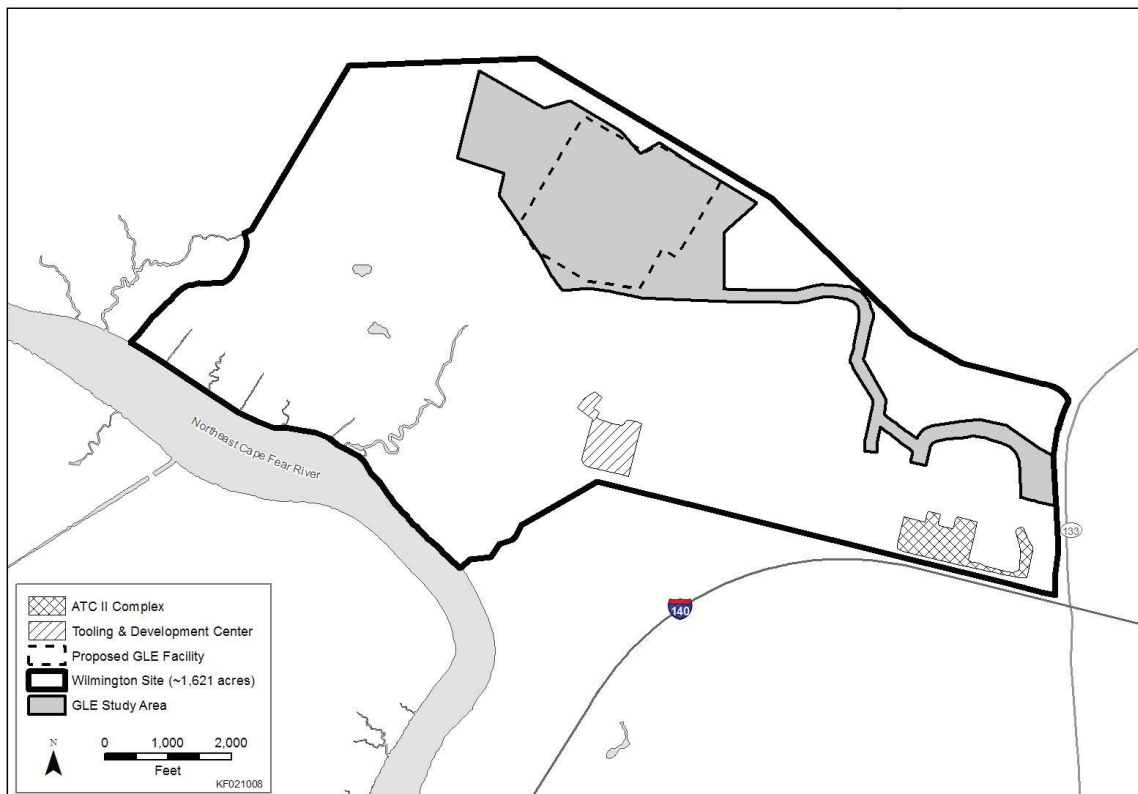 Northeast Cape Fear River
133
140
ATC II Complex
Tooling & Development Center
Proposed GLE Facility
Wilmington Site (~1,621 acres)
GLE Study Area
N
0 1,000 2,000
Feet
KF021008